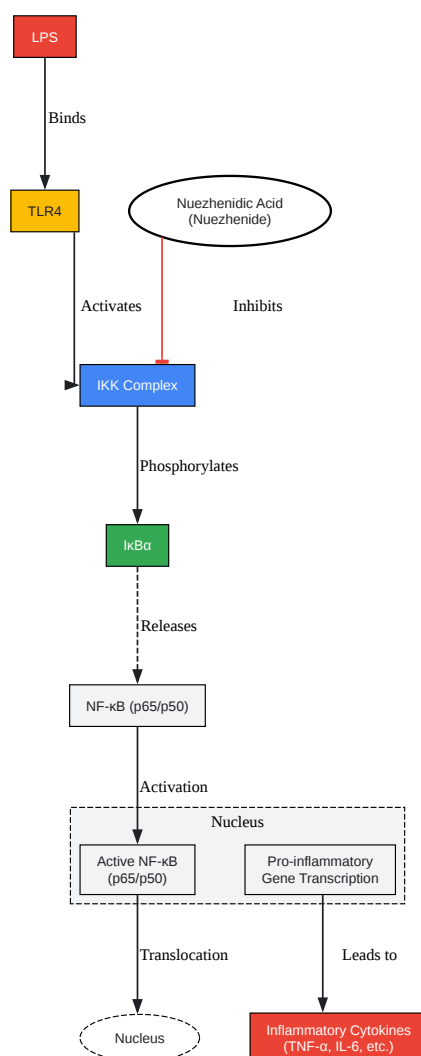 LPS
Binds
TLR4
Nuezhenidic Acid
(Nuezhenide)
Activates
Inhibits
IKK Complex
Phosphorylates
IκBα
Releases
NF-κB (p65/p50)
Activation
Nucleus
Active NF-κB
(p65/p50)
Pro-inflammatory
Gene Transcription
Translocation
Leads to
Nucleus
Inflammatory Cytokines
(TNF-α, IL-6, etc.)